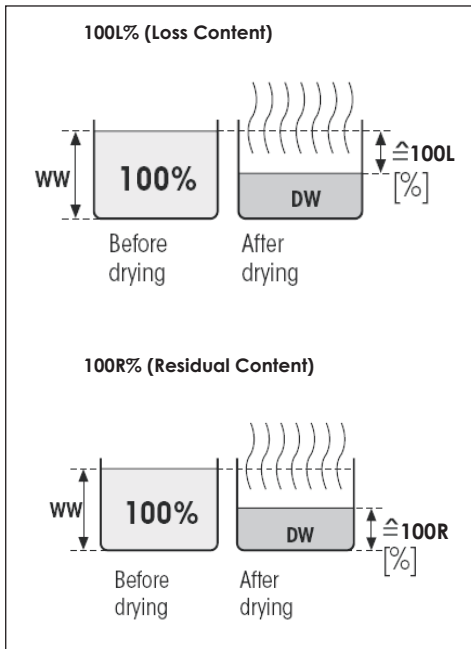 100L% (Loss Content)
WW
100%
DW
≙100L
[%]
Before
drying
After
drying
100R% (Residual Content)
WW
100%
DW
≙100R
[%]
Before
drying
After
drying